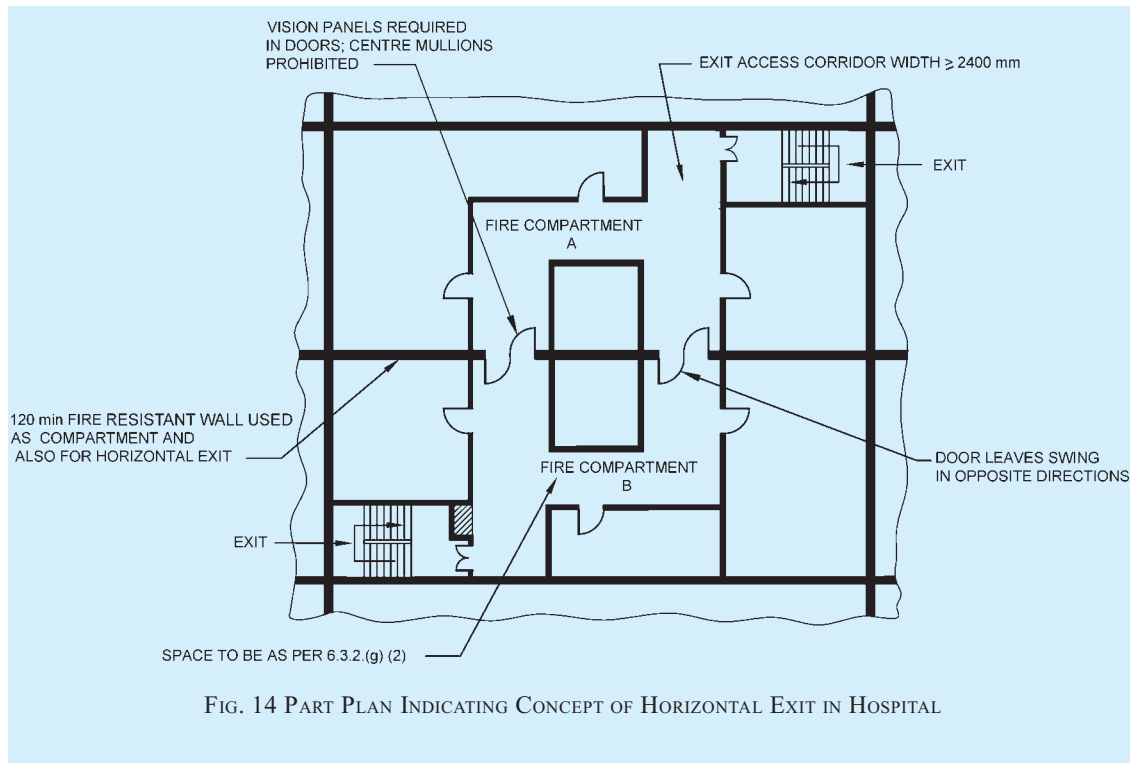 VISION PANELS REQUIRED
IN DOORS; CENTRE MULLIONS
PROHIBITED
EXIT ACCESS CORRIDOR WIDTH ≥ 2400 mm
EXIT
FIRE COMPARTMENT
A
120 min FIRE RESISTANT WALL USED
AS COMPARTMENT AND
ALSO FOR HORIZONTAL EXIT
FIRE COMPARTMENT
B
DOOR LEAVES SWING
IN OPPOSITE DIRECTIONS
EXIT
SPACE TO BE AS PER 6.3.2.(g) (2)
FIG. 14 PART PLAN INDICATING CONCEPT OF HORIZONTAL EXIT IN HOSPITAL